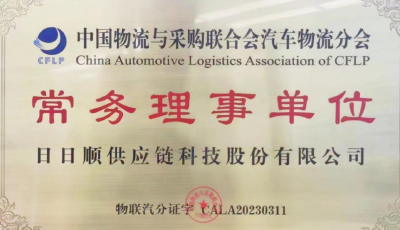 中国物流与采购联合会汽车物流分会
CFLP
China Automotive Logistics Association of CFLP
常务理事单位
日日顺供应链科技股份有限公司
物联汽分证字 CALA20230311